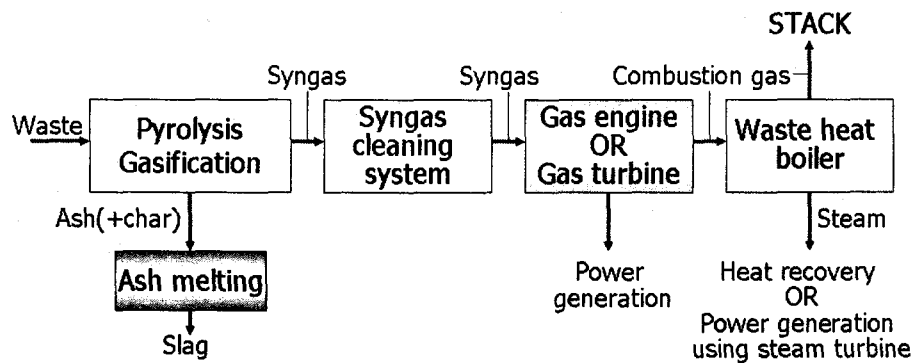 STACK
Syngas
Syngas
Combustion gas
Waste
Pyrolysis
Gasification
Syngas
cleaning
system
Gas engine
OR
Gas turbine
Waste heat
boiler
Ash(+char)
Steam
Ash melting
Power
generation
Heat recovery
OR
Power generation
using steam turbine
Slag